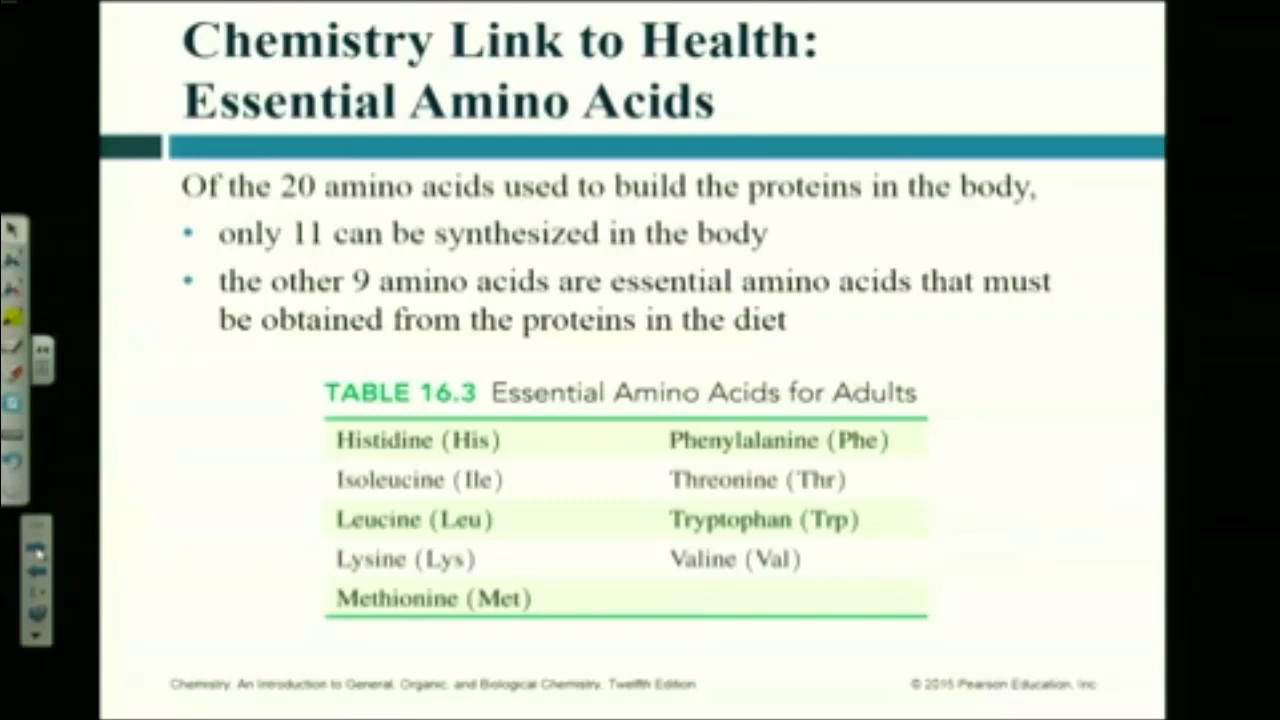 Chemistry Link to Health:
Essential Amino Acids
Of the 20 amino acids used to build the proteins in the body,
• only 11 can be synthesized in the body
• the other 9 amino acids are essential amino acids that must
be obtained from the proteins in the diet
TABLE 16.3 Essential Amino Acids for Adults
Histidine (His) Phenylalanine (Phe)
Isoleucine (Ile) Threonine (Thr)
Leucine (Leu) Tryptophan (Trp)
Lysine (Lys) Valine (Val)
Methionine (Met)
Chemistry: An Introduction to General, Organic, and Biological Chemistry, Twelfth Edition
© 2015 Pearson Education, Inc